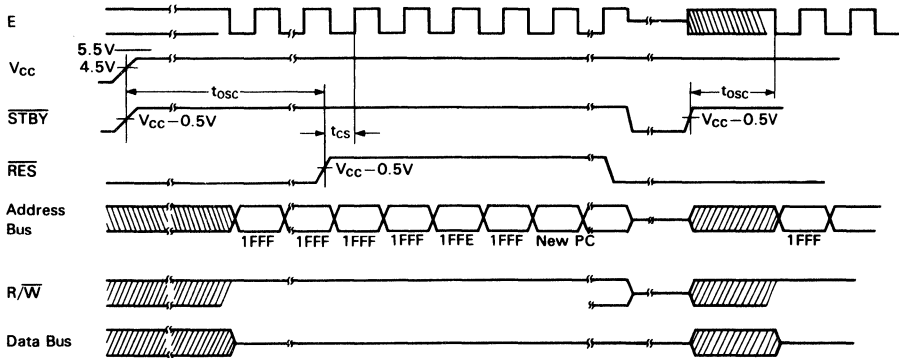 E
5.5V
4.5V
VCC
tosc
tosc
STBY
VCC−0.5V
tCS
VCC−0.5V
RES
VCC−0.5V
Address
Bus
1FFF 1FFF 1FFF 1FFF 1FFE 1FFF New PC 1FFF
R/W
Data Bus